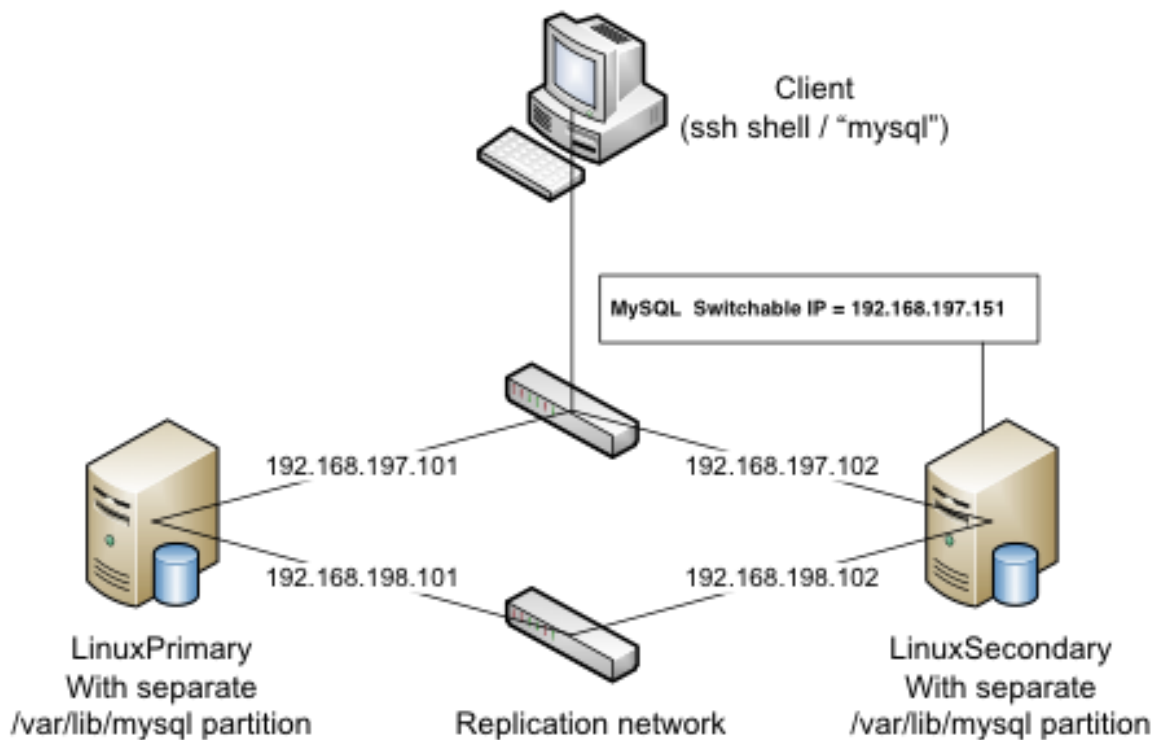 Client
(ssh shell / “mysql”)
MySQL  Switchable IP = 192.168.197.151
192.168.197.101
192.168.197.102
192.168.198.101
192.168.198.102
LinuxPrimary
With separate
/var/lib/mysql partition
Replication network
LinuxSecondary
With separate
/var/lib/mysql partition